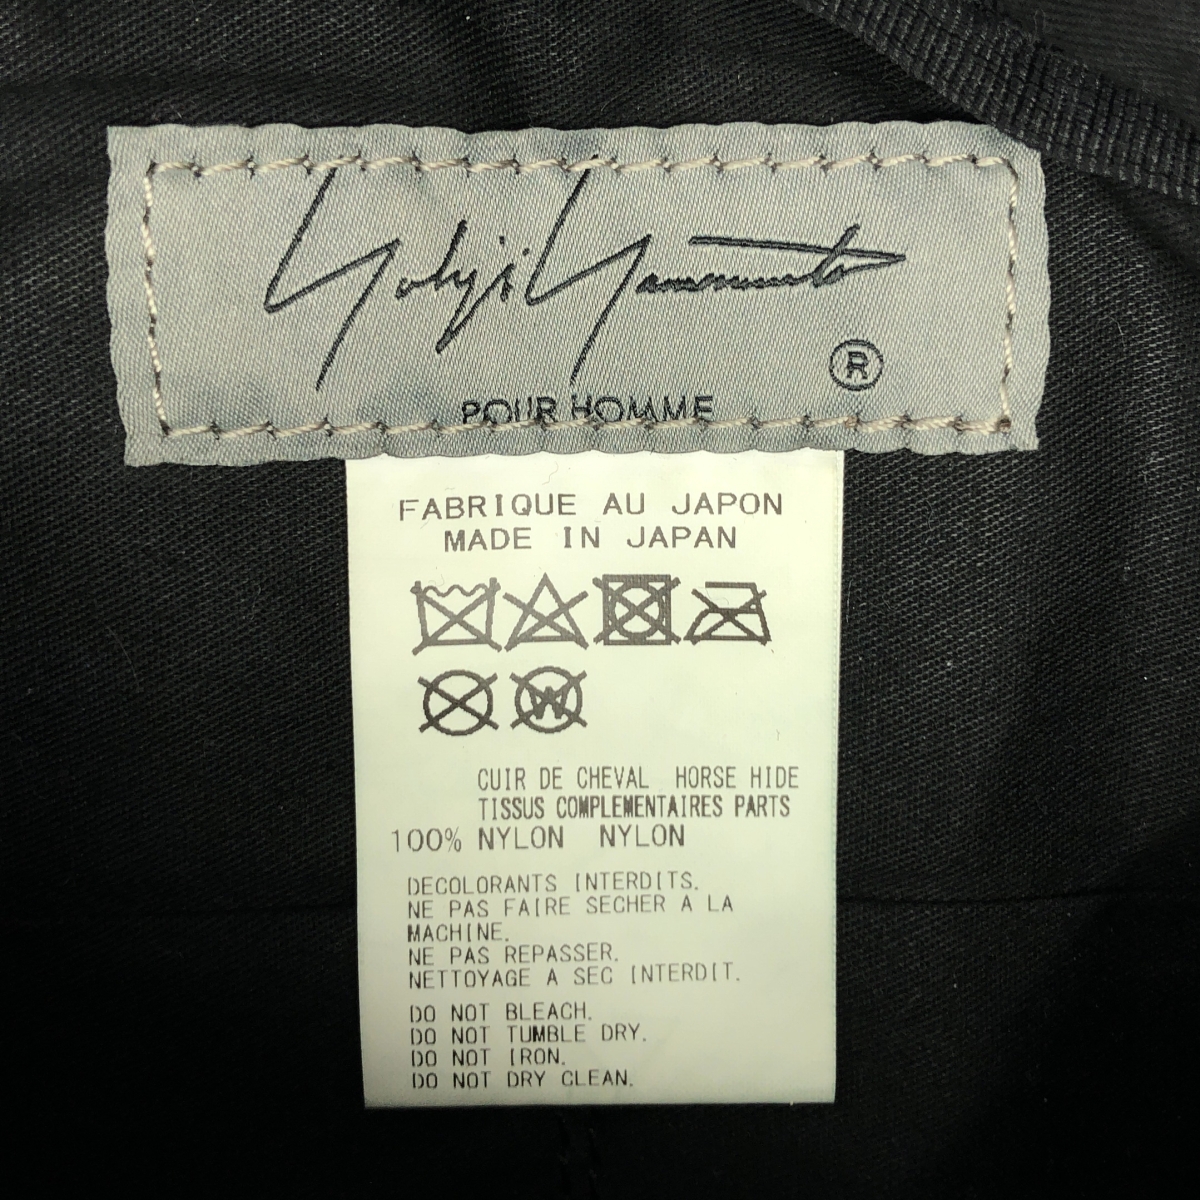 Yohji Yamamoto
®
POUR HOMME
FABRIQUE AU JAPON
MADE IN JAPAN
W
CUIR DE CHEVAL HORSE HIDE
TISSUS COMPLEMENTAIRES PARTS
100% NYLON NYLON
DECOLORANTS INTERDITS.
NE PAS FAIRE SECHER A LA
MACHINE.
NE PAS REPASSER.
NETTOYAGE A SEC INTERDIT.
DO NOT BLEACH.
DO NOT TUMBLE DRY.
DO NOT IRON.
DO NOT DRY CLEAN.